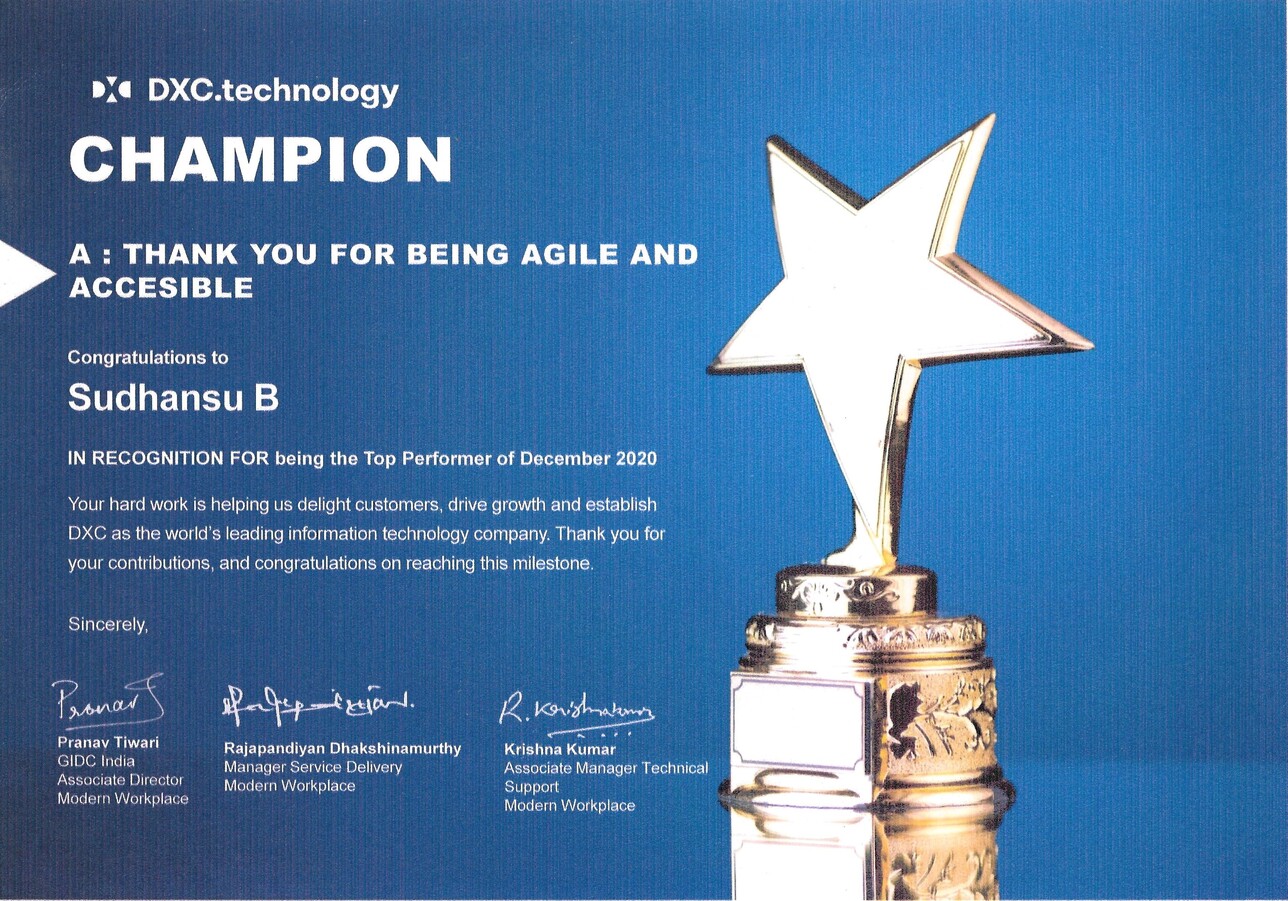 DXC.technology
CHAMPION
A : THANK YOU FOR BEING AGILE AND
ACCESIBLE
Congratulations to
Sudhansu B
IN RECOGNITION FOR being the Top Performer of December 2020
Your hard work is helping us delight customers, drive growth and establish
DXC as the world's leading information technology company. Thank you for
your contributions, and congratulations on reaching this milestone.
Sincerely,
Pranav
R. Krishnakumar
Pranav Tiwari
GIDC India
Associate Director
Modern Workplace
Rajapandiyan Dhakshinamurthy
Manager Service Delivery
Modern Workplace
Krishna Kumar
Associate Manager Technical
Support
Modern Workplace